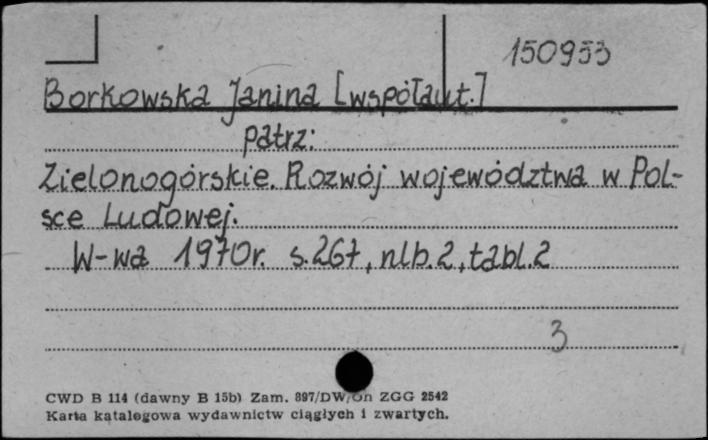 150953
Borkowska Janina [współaut.]
patrz:
Zielonogórskie. Rozwój województwa w Pol-
sce Ludowej.
W-wa 1970r. s.267, nlb.2, tabl.2
3
CWD B 114 (dawny B 15b) Zam. 897/DW/Sn ZGG 2542
Karta katalogowa wydawnictw ciągłych i zwartych.